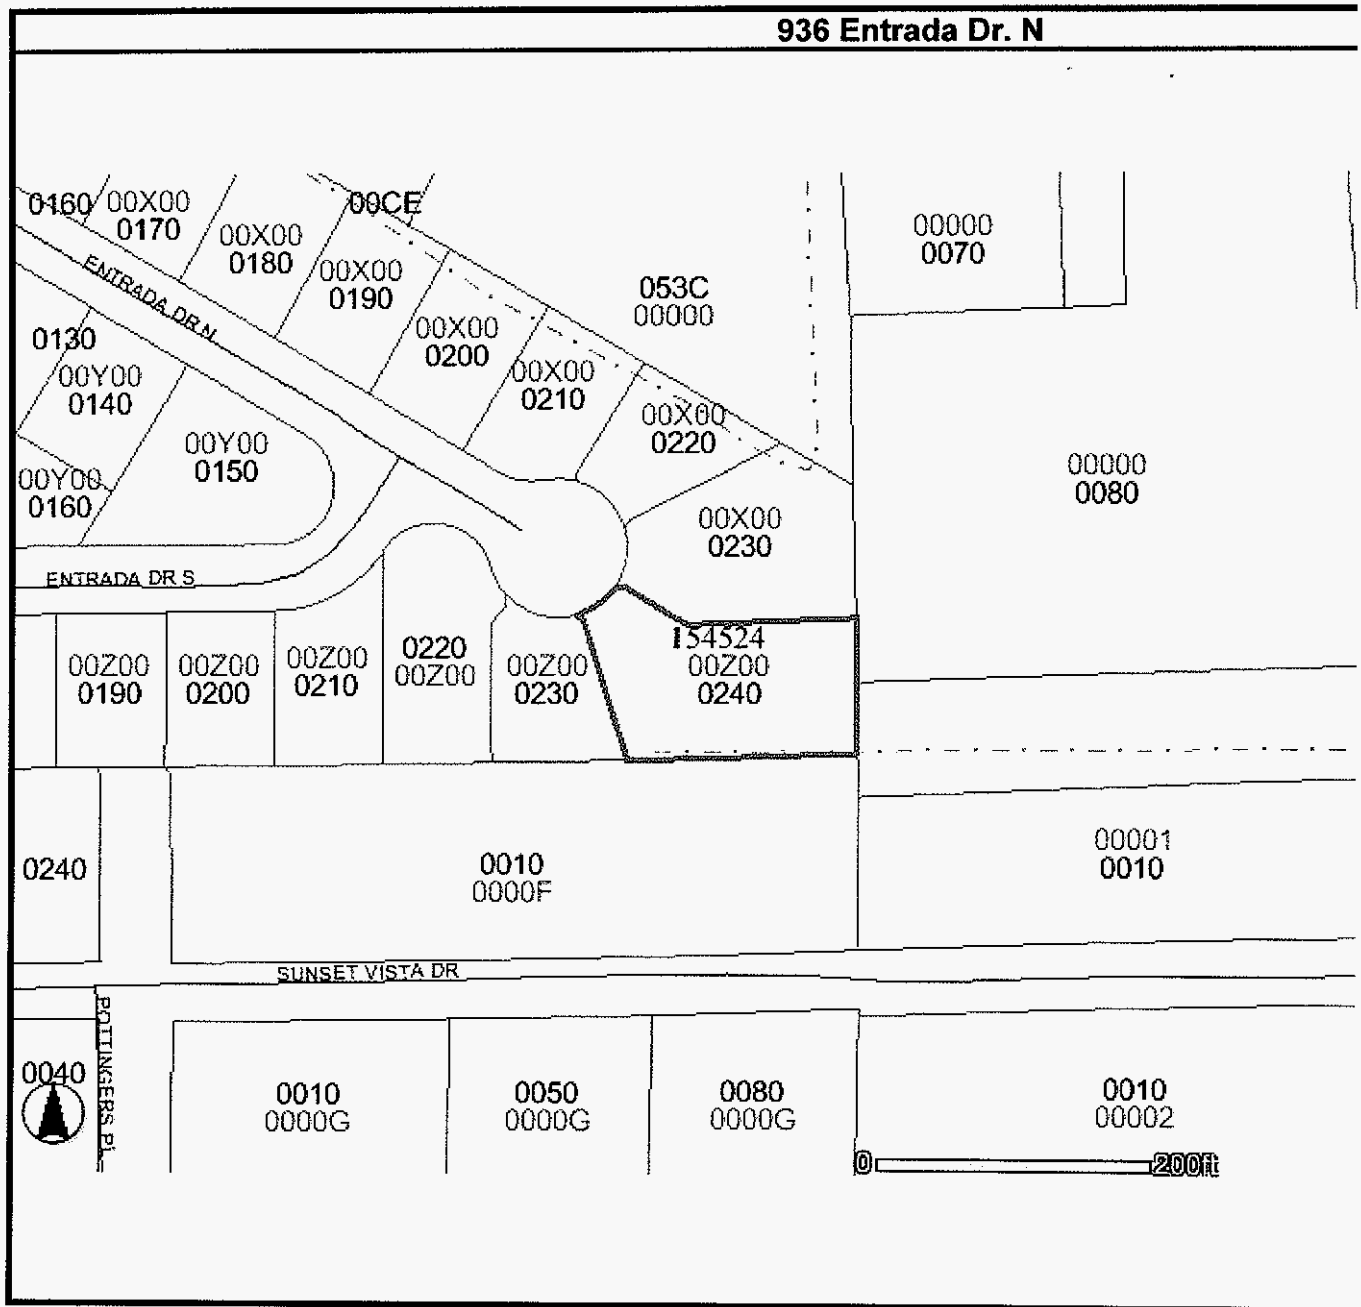 936 Entrada Dr. N
0160
00X00
0170
00X00
0180
00CE
00X00
0190
00X00
0200
00X00
0210
00X00
0220
053C
00000
00000
0070
ENTRADA DR N
0130
00Y00
0140
00Y00
0150
00Y00
0160
00X00
0230
00000
0080
ENTRADA DR S
00Z00
0190
00Z00
0200
00Z00
0210
0220
00Z00
00Z00
0230
154524
00Z00
0240
0240
0010
0000F
00001
0010
SUNSET VISTA DR
POTTINGERS PL
0040
0010
0000G
0050
0000G
0080
0000G
0010
00002
0
200ft